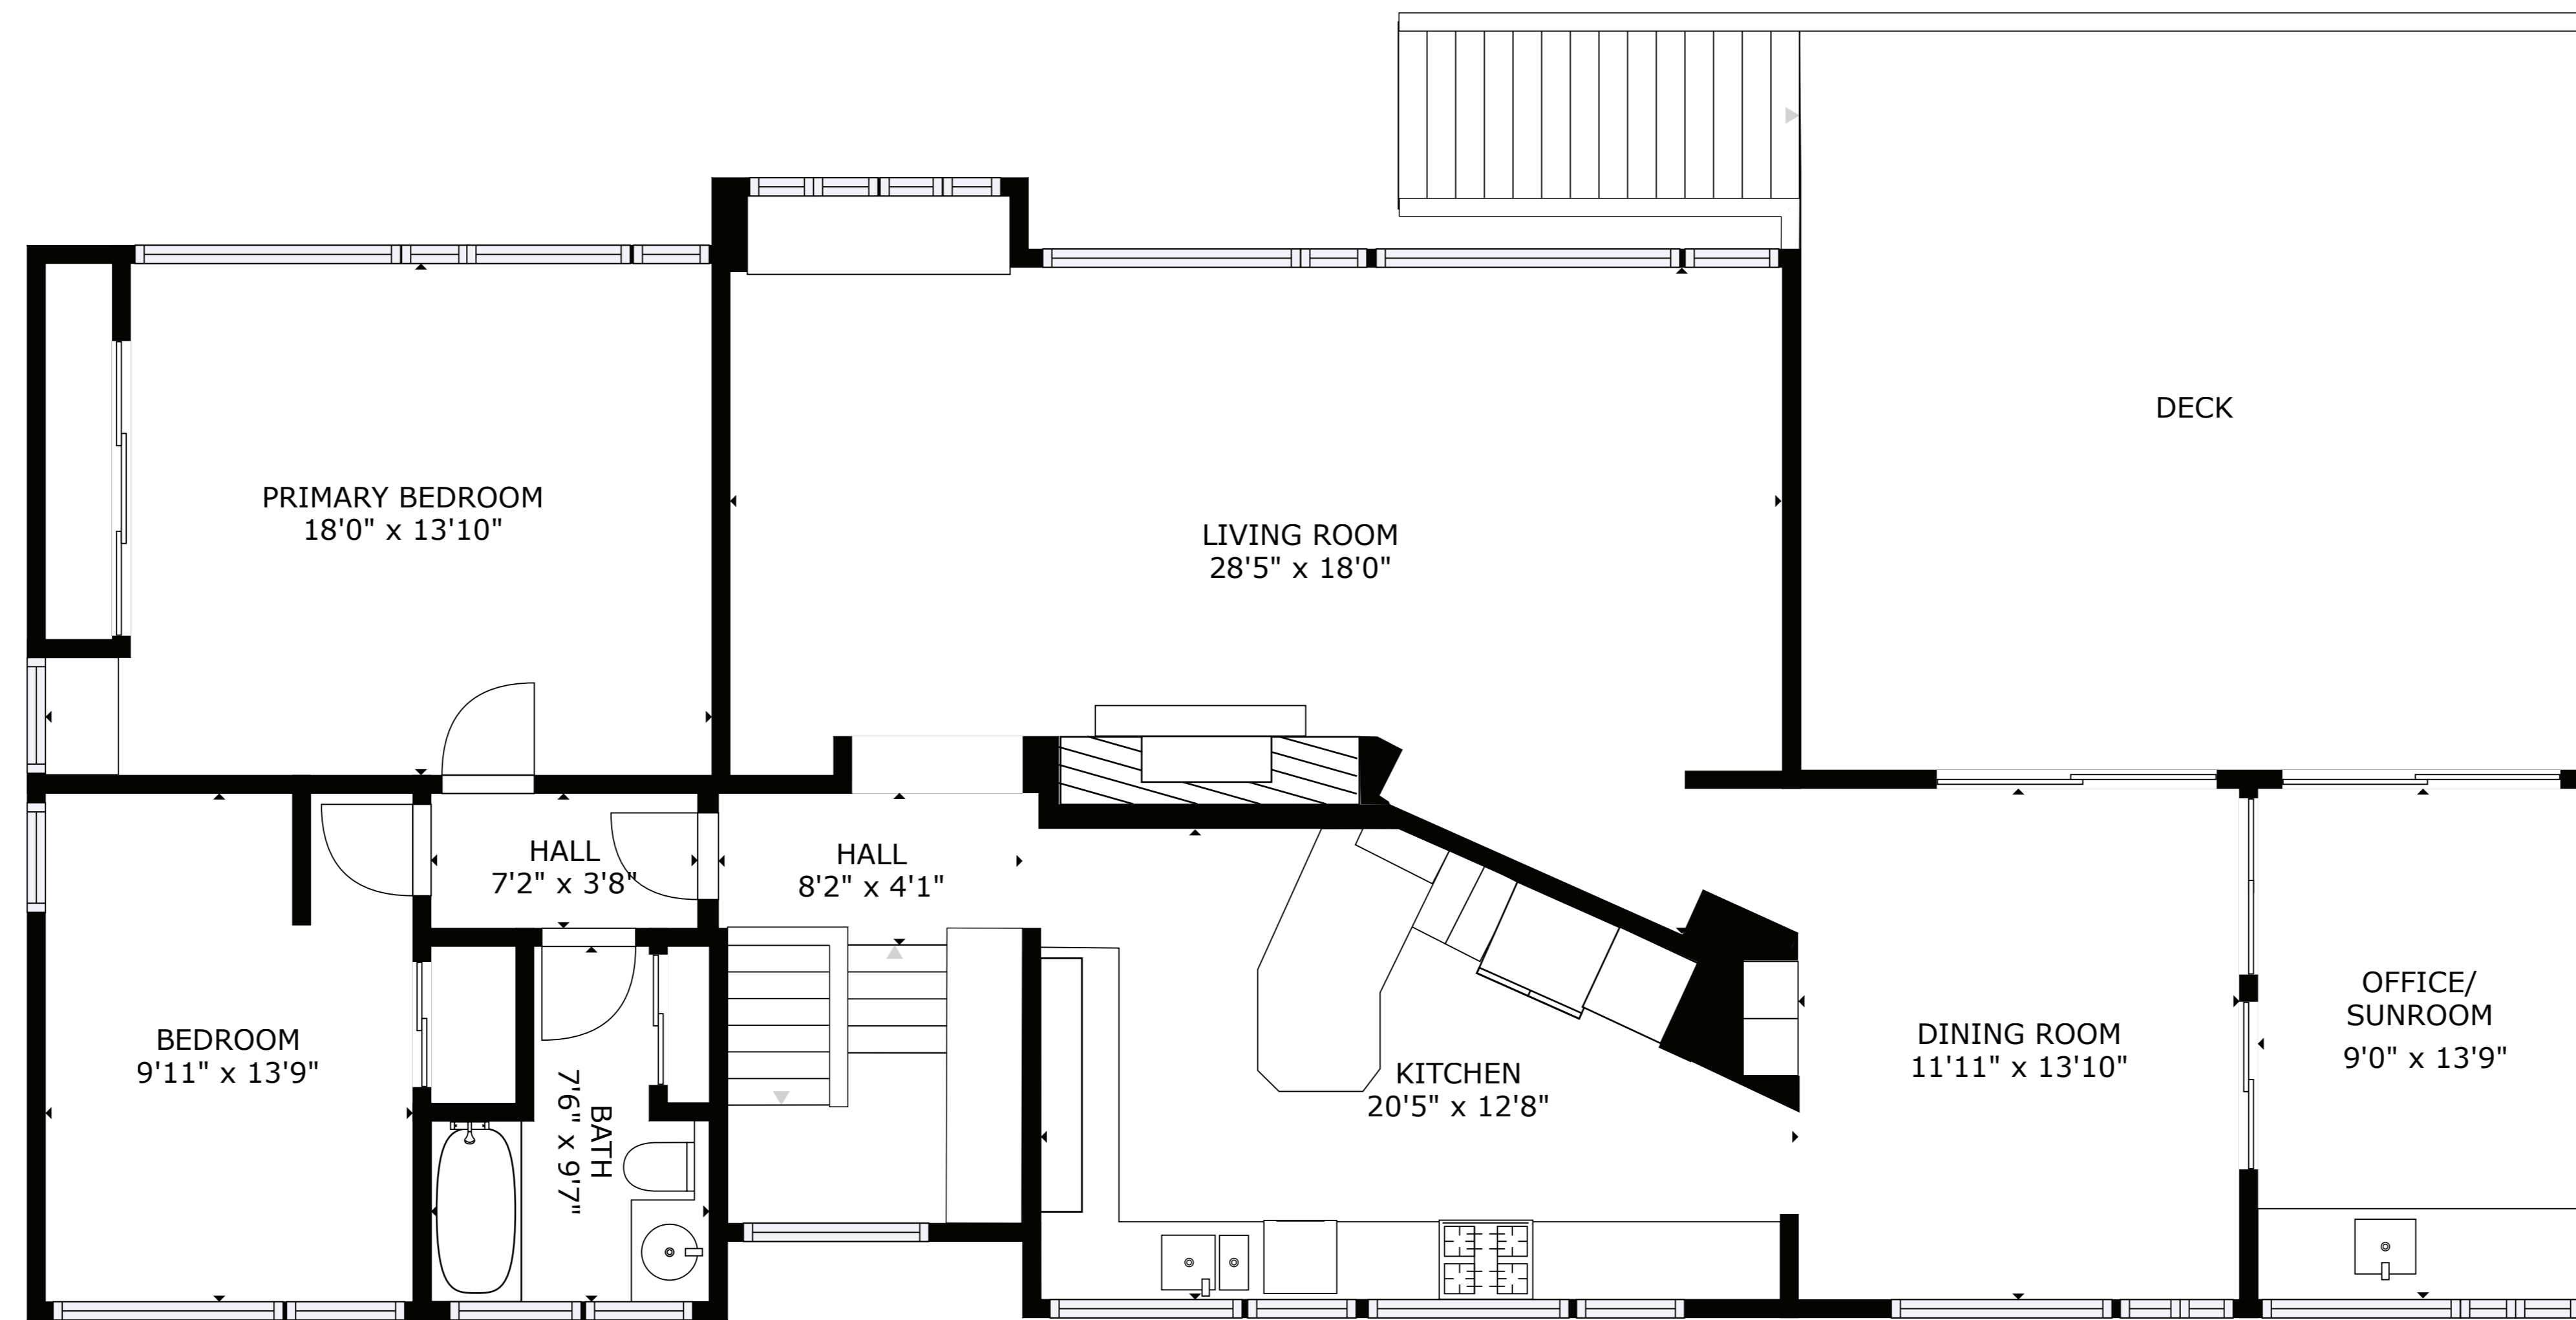 DECK
PRIMARY BEDROOM
18'0" x 13'10"
LIVING ROOM
28'5" x 18'0"
HALL
7'2" x 3'8"
HALL
8'2" x 4'1"
BEDROOM
9'11" x 13'9"
BATH
7'6" x 9'7"
KITCHEN
20'5" x 12'8"
DINING ROOM
11'11" x 13'10"
OFFICE/
SUNROOM
9'0" x 13'9"